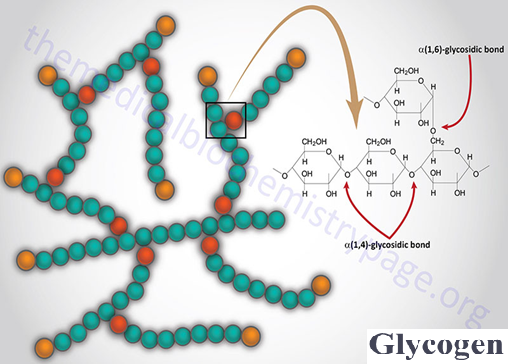 themedicalbiochemistrypage.org
α(1,6)-glycosidic bond
CH₂OH
H
O
H
H
OH
H
O
H
OH
O
CH₂OH
CH₂OH
CH₂
H
O
H
H
O
H
H
O
H
H
H
H
O
OH
H
O
OH
H
O
OH
H
O
H
OH
H
OH
H
OH
α(1,4)-glycosidic bond
Glycogen